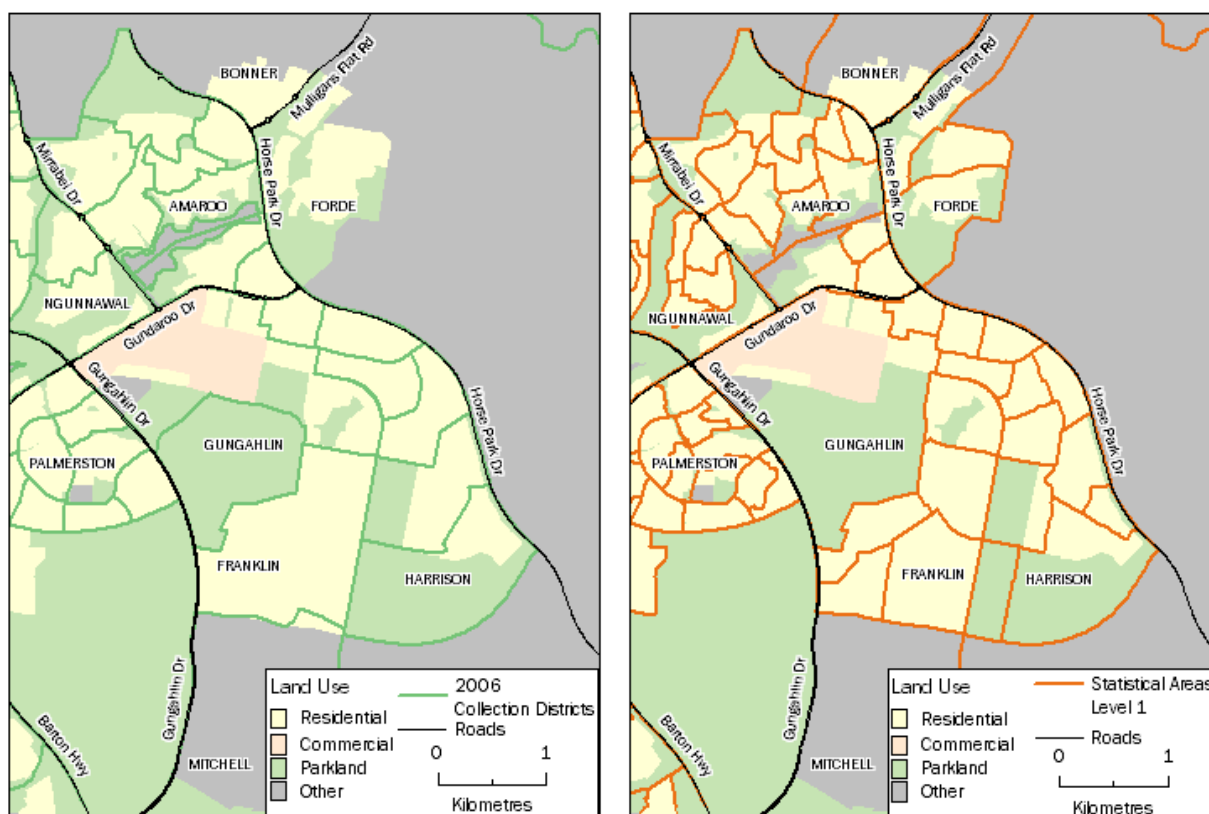 BONNER
Mulligans Flat Rd
Mirrabei Dr
Horse Park Dr
AMAROO
FORDE
NGUNNAWAL
Gundaroo Dr
Gungahlin Dr
Horse Park Dr
GUNGAHLIN
PALMERSTON
FRANKLIN
HARRISON
Gungahlin Dr
Barton Hwy
MITCHELL
Land Use
Residential
Commercial
Parkland
Other
2006
Collection Districts
Roads
0 1
Kilometres
BONNER
Mulligans Flat Rd
Mirrabei Dr
Horse Park Dr
AMAROO
FORDE
NGUNNAWAL
Gundaroo Dr
Gungahlin Dr
Horse Park Dr
GUNGAHLIN
PALMERSTON
FRANKLIN
HARRISON
Gungahlin Dr
Barton Hwy
MITCHELL
Land Use
Residential
Commercial
Parkland
Other
Statistical Areas
Level 1
Roads
0 1
Kilometres